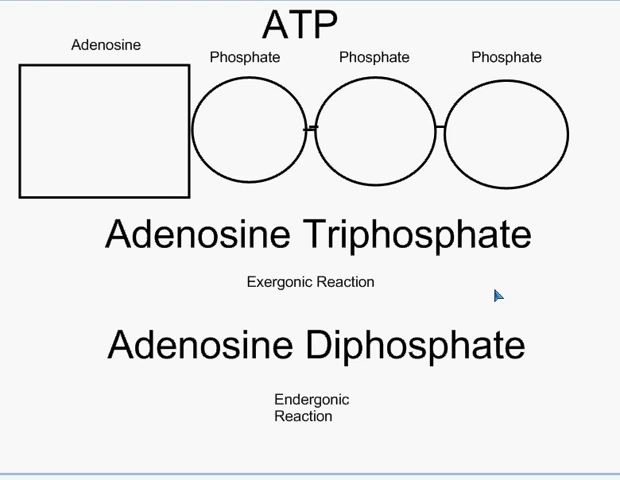 ATP
Adenosine
Phosphate Phosphate Phosphate
Adenosine Triphosphate
Exergonic Reaction
Adenosine Diphosphate
Endergonic
Reaction